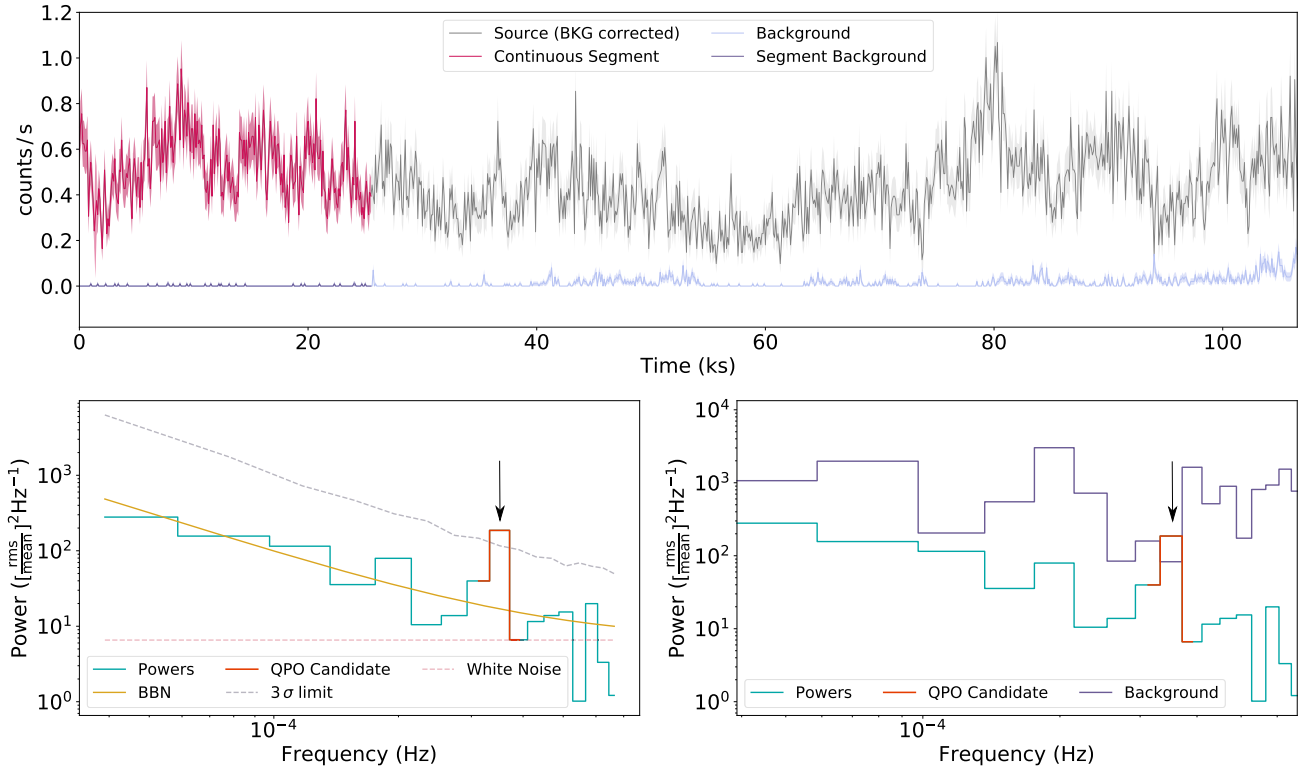 1.2
1.0
0.8
0.6
0.4
0.2
0.0
counts/s
Source (BKG corrected)
Continuous Segment
Background
Segment Background
0
20
40
60
80
100
Time (ks)
10³
10²
10¹
10⁰
Power ([rms/mean]²Hz⁻¹)
Powers
BBN
QPO Candidate
3 σ limit
White Noise
10⁻⁴
Frequency (Hz)
10⁴
10³
10²
10¹
10⁰
Power ([rms/mean]²Hz⁻¹)
Powers
QPO Candidate
Background
10⁻⁴
Frequency (Hz)